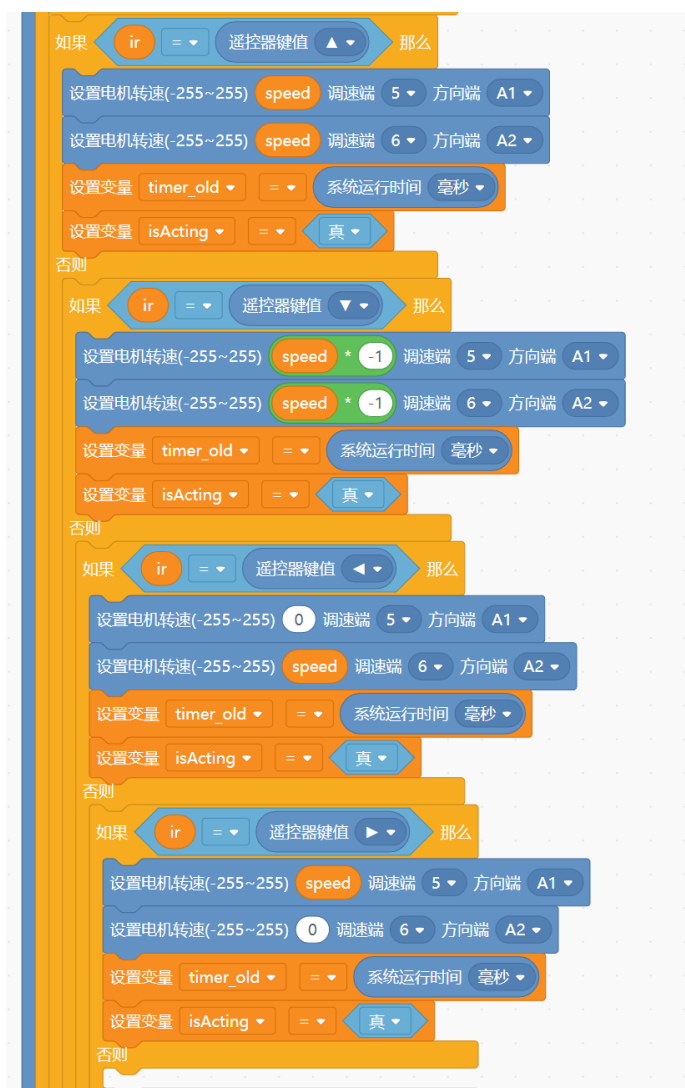 如果 ir = 遥控器键值 ▲ 那么
设置电机转速(-255~255) speed 调速端 5 方向端 A1
设置电机转速(-255~255) speed 调速端 6 方向端 A2
设置变量 timer_old = 系统运行时间 毫秒
设置变量 isActing = 真
否则
如果 ir = 遥控器键值 ▼ 那么
设置电机转速(-255~255) speed * -1 调速端 5 方向端 A1
设置电机转速(-255~255) speed * -1 调速端 6 方向端 A2
设置变量 timer_old = 系统运行时间 毫秒
设置变量 isActing = 真
否则
如果 ir = 遥控器键值 ◀ 那么
设置电机转速(-255~255) 0 调速端 5 方向端 A1
设置电机转速(-255~255) speed 调速端 6 方向端 A2
设置变量 timer_old = 系统运行时间 毫秒
设置变量 isActing = 真
否则
如果 ir = 遥控器键值 ▶ 那么
设置电机转速(-255~255) speed 调速端 5 方向端 A1
设置电机转速(-255~255) 0 调速端 6 方向端 A2
设置变量 timer_old = 系统运行时间 毫秒
设置变量 isActing = 真
否则